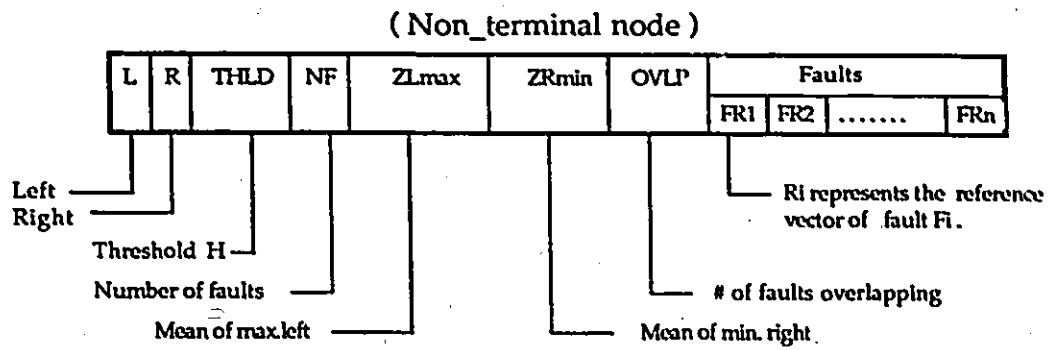 ( Non_terminal node )
L R THLD NF ZLmax ZRmin OVLP Faults
FR1 FR2 ....... FRn
Left
Right
Ri represents the reference
vector of fault Fi.
Threshold H
Number of faults
# of faults overlapping
Mean of max.left
Mean of min. right